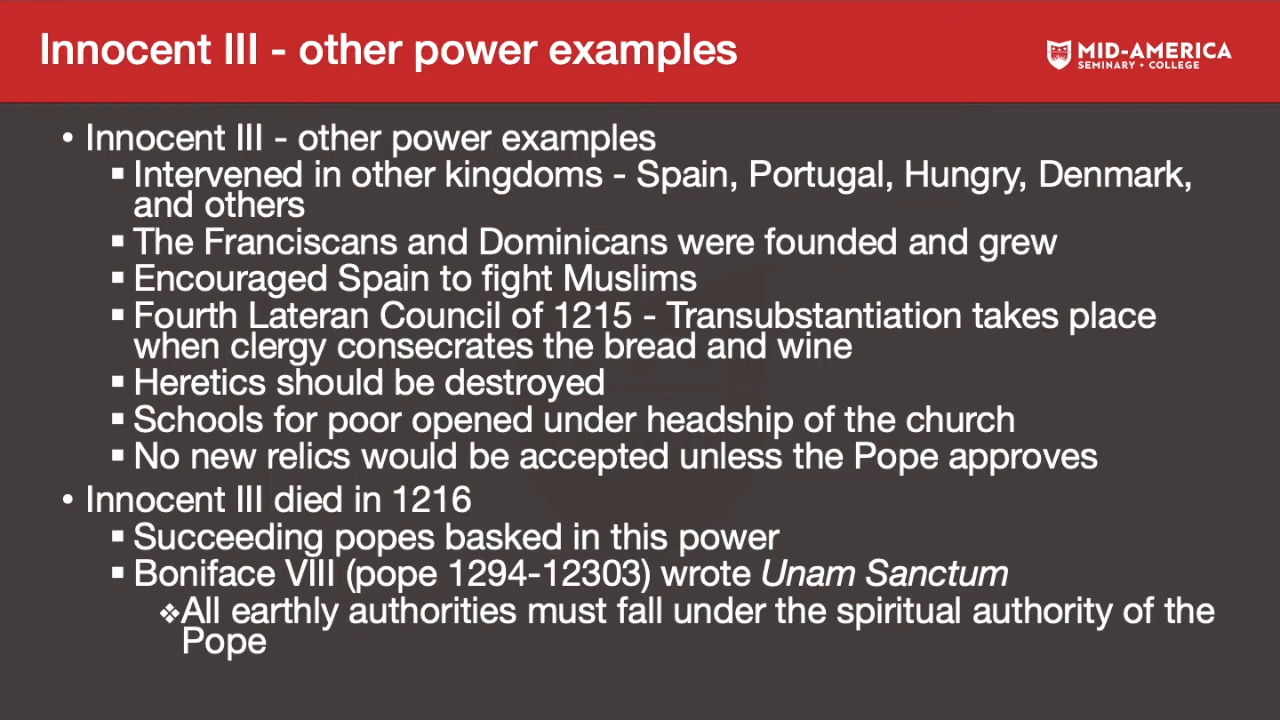 Innocent III - other power examples
MID-AMERICA
SEMINARY • COLLEGE
• Innocent III - other power examples
▪ Intervened in other kingdoms - Spain, Portugal, Hungry, Denmark,
and others
▪ The Franciscans and Dominicans were founded and grew
▪ Encouraged Spain to fight Muslims
▪ Fourth Lateran Council of 1215 - Transubstantiation takes place
when clergy consecrates the bread and wine
▪ Heretics should be destroyed
▪ Schools for poor opened under headship of the church
▪ No new relics would be accepted unless the Pope approves
• Innocent III died in 1216
▪ Succeeding popes basked in this power
▪ Boniface VIII (pope 1294-12303) wrote Unam Sanctum
❖ All earthly authorities must fall under the spiritual authority of the
Pope